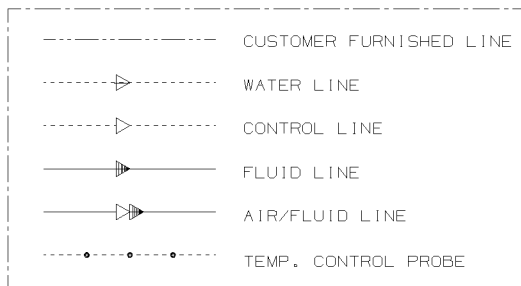 CUSTOMER FURNISHED LINE
WATER LINE
CONTROL LINE
FLUID LINE
AIR/FLUID LINE
TEMP. CONTROL PROBE